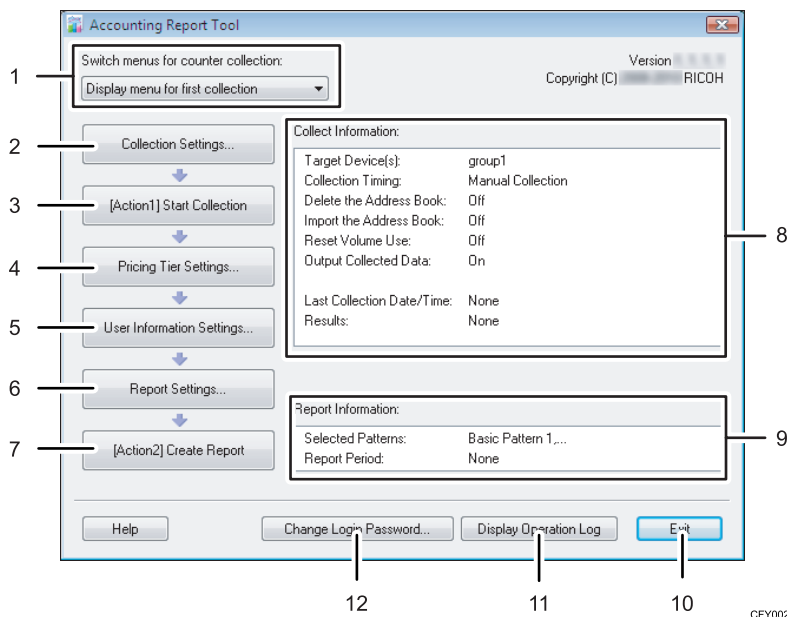 Accounting Report Tool
Switch menus for counter collection:
Display menu for first collection
Version
Copyright (C) RICOH
1
2
Collection Settings...
3
[Action1] Start Collection
4
Pricing Tier Settings...
5
User Information Settings...
6
Report Settings...
7
[Action2] Create Report
Collect Information:
Target Device(s): group1
Collection Timing: Manual Collection
Delete the Address Book: Off
Import the Address Book: Off
Reset Volume Use: Off
Output Collected Data: On
Last Collection Date/Time: None
Results: None
8
Report Information:
Selected Patterns: Basic Pattern 1,...
Report Period: None
9
Help
Change Login Password...
Display Operation Log
Exit
12
11
10
CFY002